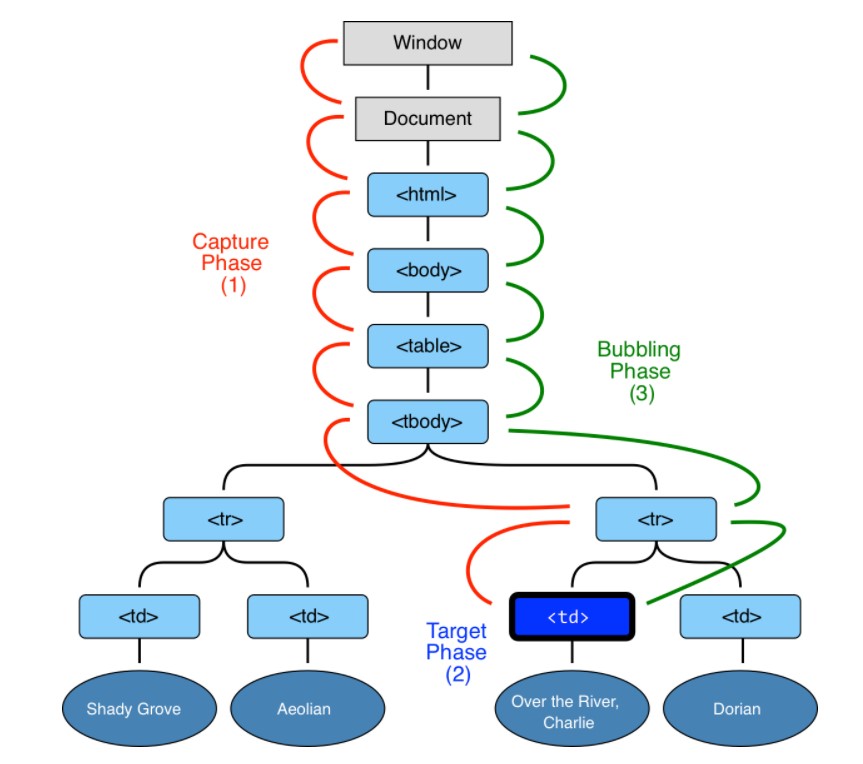 Window
Document
<html>
Capture
Phase
(1)
<body>
<table>
Bubbling
Phase
(3)
<tbody>
<tr>
<tr>
<td>
<td>
<td>
<td>
Target
Phase
(2)
Shady Grove
Aeolian
Over the River,
Charlie
Dorian